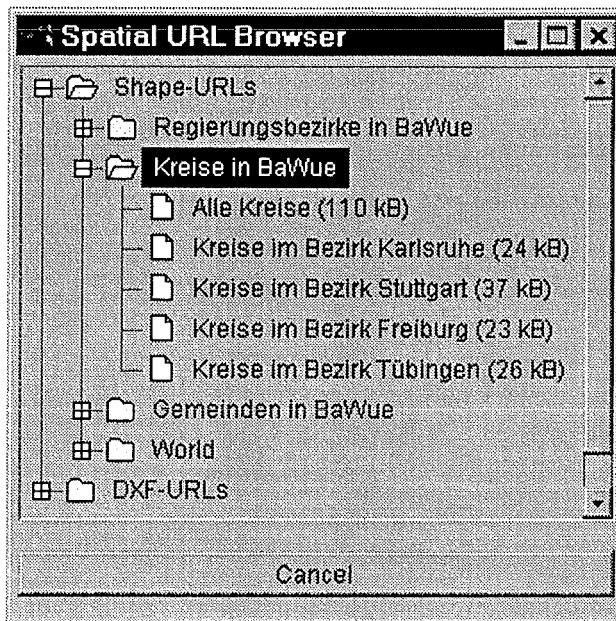 Spatial URL Browser
Shape-URLs
Regierungsbezirke in BaWue
Kreise in BaWue
Alle Kreise (110 kB)
Kreise im Bezirk Karlsruhe (24 kB)
Kreise im Bezirk Stuttgart (37 kB)
Kreise im Bezirk Freiburg (23 kB)
Kreise im Bezirk Tübingen (26 kB)
Gemeinden in BaWue
World
DXF-URLs
Cancel